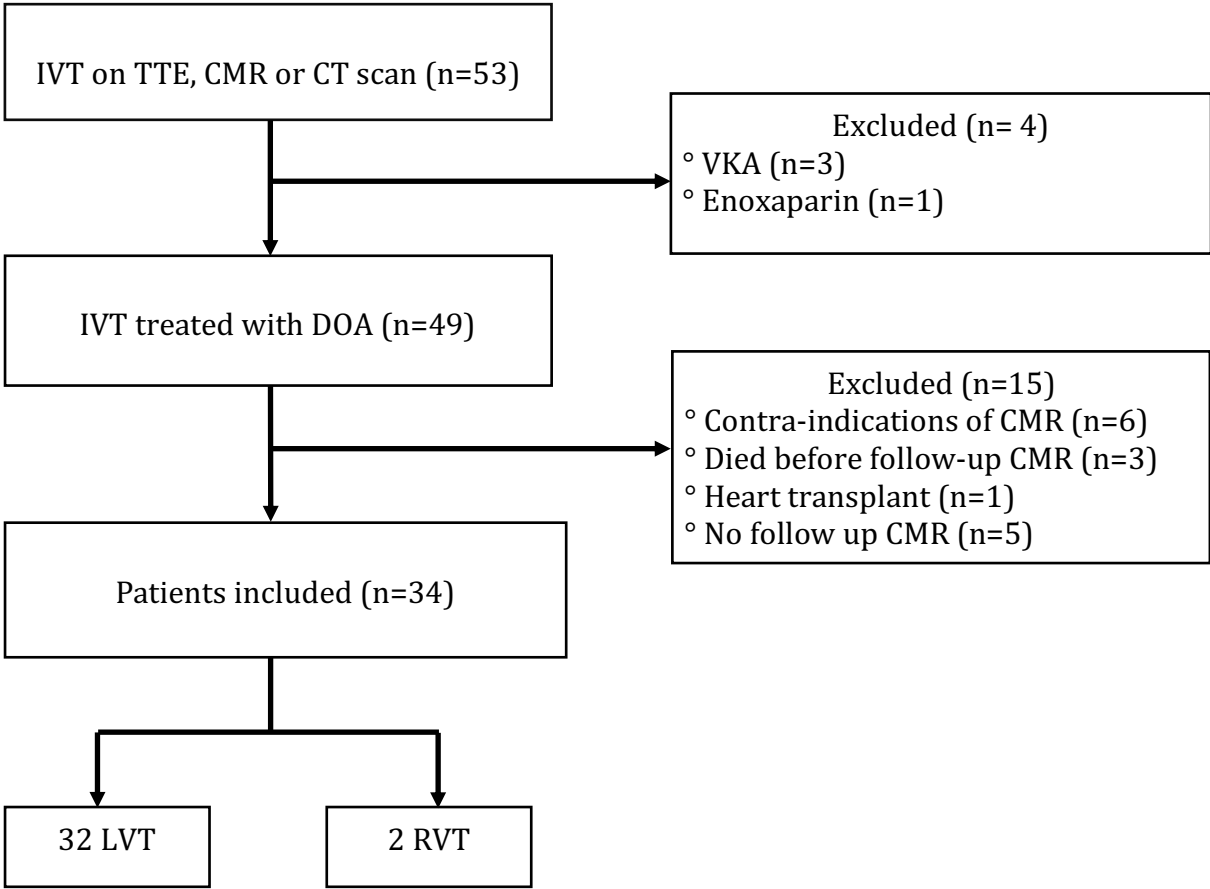 IVT on TTE, CMR or CT scan (n=53)
Excluded (n= 4)
° VKA (n=3)
° Enoxaparin (n=1)
IVT treated with DOA (n=49)
Excluded (n=15)
° Contra-indications of CMR (n=6)
° Died before follow-up CMR (n=3)
° Heart transplant (n=1)
° No follow up CMR (n=5)
Patients included (n=34)
32 LVT
2 RVT